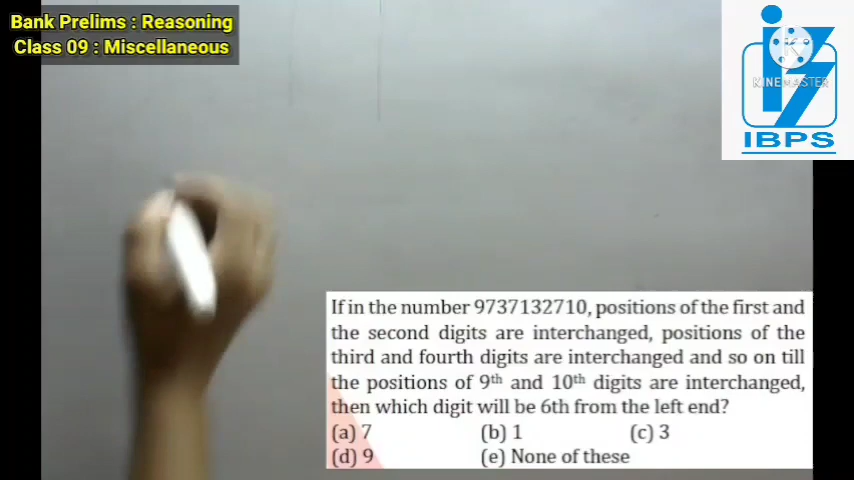 Bank Prelims : Reasoning
Class 09 : Miscellaneous
KINEMASTER
IBPS
If in the number 9737132710, positions of the first and
the second digits are interchanged, positions of the
third and fourth digits are interchanged and so on till
the positions of 9th and 10th digits are interchanged,
then which digit will be 6th from the left end?
(a) 7 (b) 1 (c) 3
(d) 9 (e) None of these